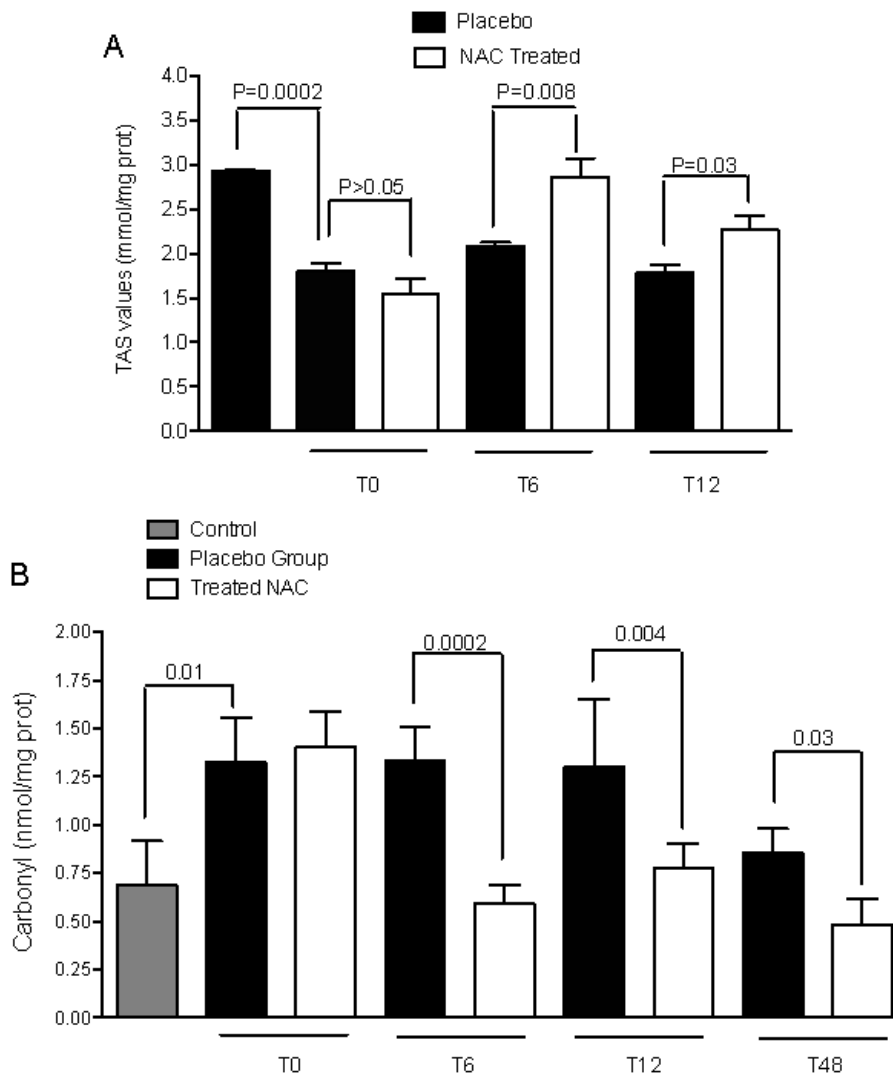 A
Placebo
NAC Treated
TAS values (mmol/mg prot)
4.0
3.5
3.0
2.5
2.0
1.5
1.0
0.5
0.0
P=0.0002
P>0.05
P=0.008
P=0.03
T0 T6 T12
B
Control
Placebo Group
Treated NAC
Carbonyl (nmol/mg prot)
2.00
1.75
1.50
1.25
1.00
0.75
0.50
0.25
0.00
0.01
0.0002
0.004
0.03
T0 T6 T12 T48